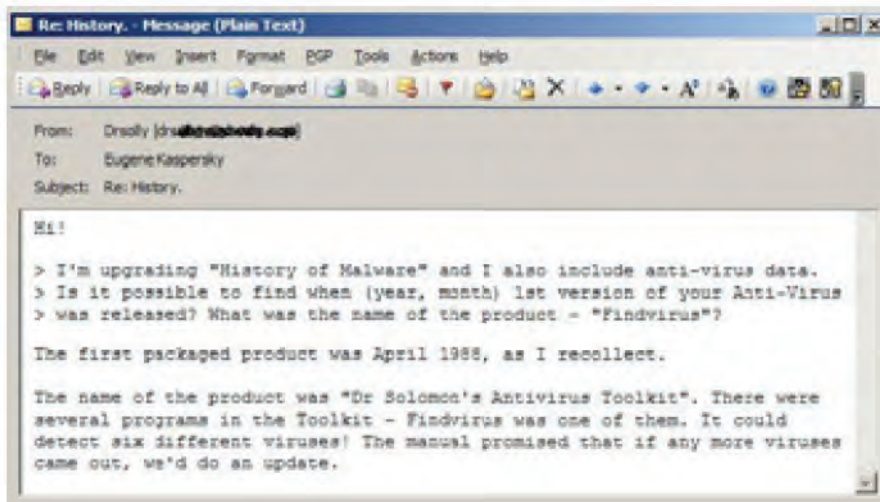 Re: History. - Message (Plain Text)
File Edit View Insert Format PGP Tools Actions Help
Reply Reply to All Forward
From: Drsolly
To: Eugene Kaspersky
Subject: Re: History.
Hi!
> I'm upgrading "History of Malware" and I also include anti-virus data.
> Is it possible to find when (year, month) 1st version of your Anti-Virus
> was released? What was the name of the product - "Findvirus"?
The first packaged product was April 1988, as I recollect.
The name of the product was "Dr Solomon's Antivirus Toolkit". There were
several programs in the Toolkit - Findvirus was one of them. It could
detect six different viruses! The manual promised that if any more viruses
came out, we'd do an update.